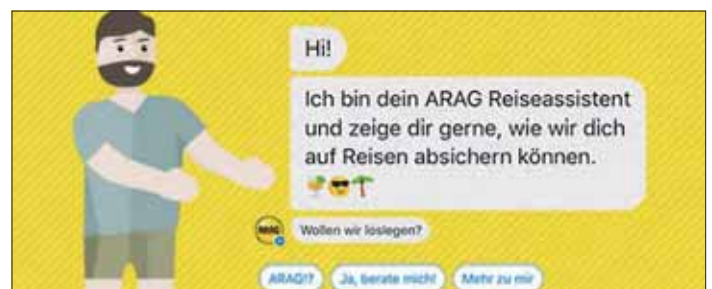 Hi!
Ich bin dein ARAG Reiseassistent
und zeige dir gerne, wie wir dich
auf Reisen absichern können.
🍹😎🌴
ARAG
Wollen wir loslegen?
ARAG!? Ja, berate mich! Mehr zu mir